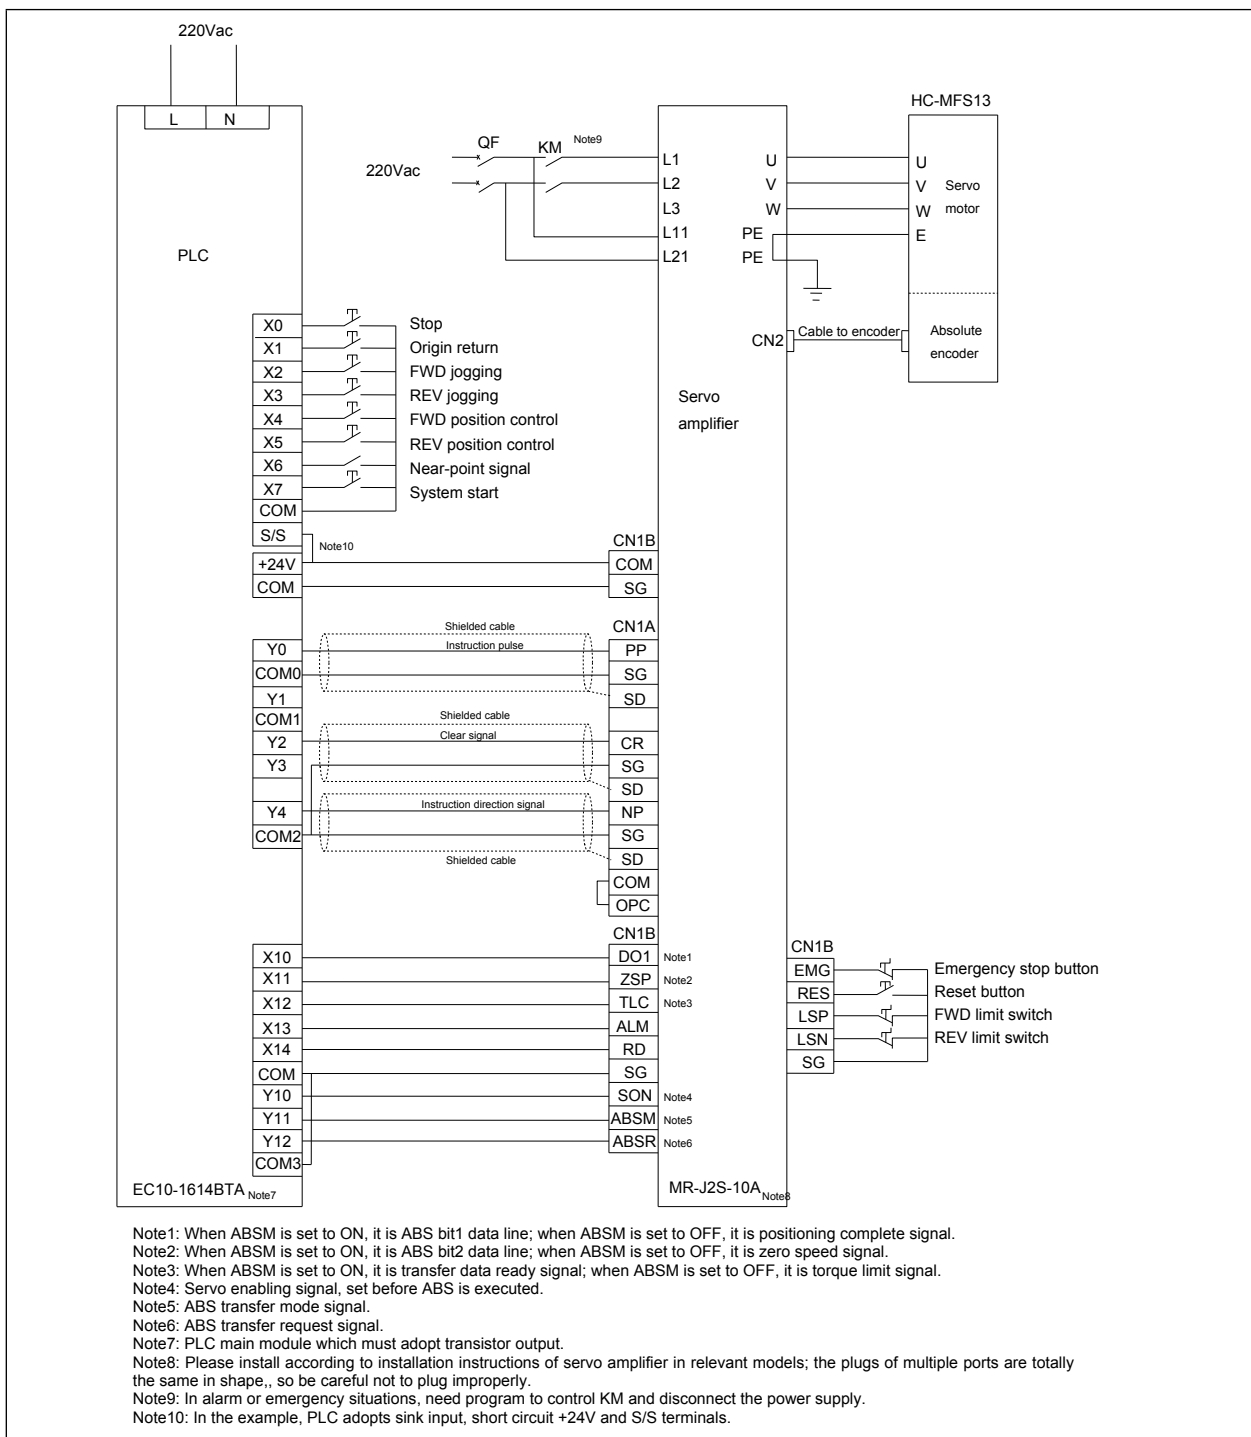 220Vac
L N
PLC
220Vac
QF
KM
Note9
L1
L2
L3
L11
L21
U
V
W
PE
PE
CN2
Cable to encoder
HC-MFS13
U
V
W
E
Servo
motor
Absolute
encoder
Servo
amplifier
X0 Stop
X1 Origin return
X2 FWD jogging
X3 REV jogging
X4 FWD position control
X5 REV position control
X6 Near-point signal
X7 System start
COM
S/S
Note10
CN1B
+24V COM
COM SG
CN1A
Shielded cable
Y0 Instruction pulse PP
COM0 SG
Y1 SD
COM1
Shielded cable
Y2 Clear signal CR
Y3 SG
SD
Y4 Instruction direction signal NP
COM2 SG
Shielded cable
SD
COM
OPC
CN1B
X10 DO1 Note1
X11 ZSP Note2
X12 TLC Note3
X13 ALM
X14 RD
COM SG
Y10 SON Note4
Y11 ABSM Note5
Y12 ABSR Note6
COM3
CN1B
EMG Emergency stop button
RES Reset button
LSP FWD limit switch
LSN REV limit switch
SG
EC10-1614BTA Note7
MR-J2S-10A Note8
Note1: When ABSM is set to ON, it is ABS bit1 data line; when ABSM is set to OFF, it is positioning complete signal.
Note2: When ABSM is set to ON, it is ABS bit2 data line; when ABSM is set to OFF, it is zero speed signal.
Note3: When ABSM is set to ON, it is transfer data ready signal; when ABSM is set to OFF, it is torque limit signal.
Note4: Servo enabling signal, set before ABS is executed.
Note5: ABS transfer mode signal.
Note6: ABS transfer request signal.
Note7: PLC main module which must adopt transistor output.
Note8: Please install according to installation instructions of servo amplifier in relevant models; the plugs of multiple ports are totally
the same in shape,, so be careful not to plug improperly.
Note9: In alarm or emergency situations, need program to control KM and disconnect the power supply.
Note10: In the example, PLC adopts sink input, short circuit +24V and S/S terminals.